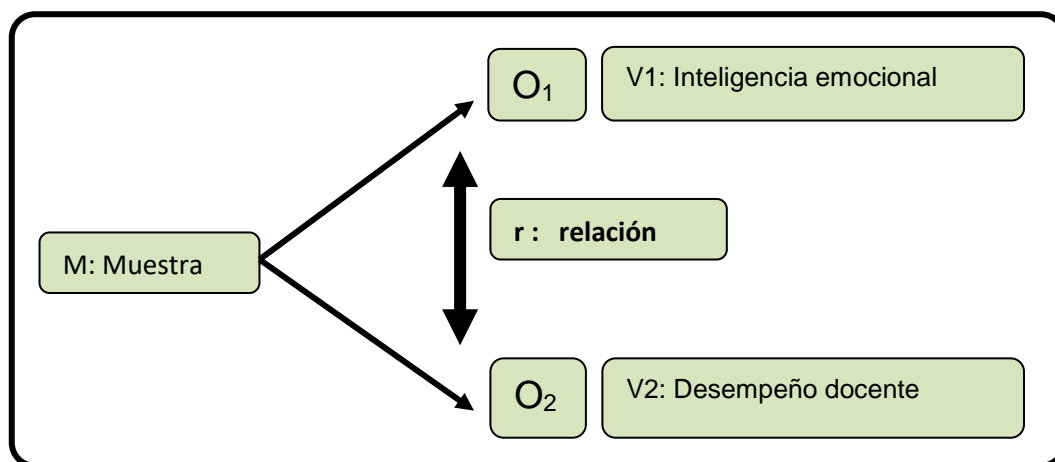 O₁
V1: Inteligencia emocional
r : relación
M: Muestra
O₂
V2: Desempeño docente